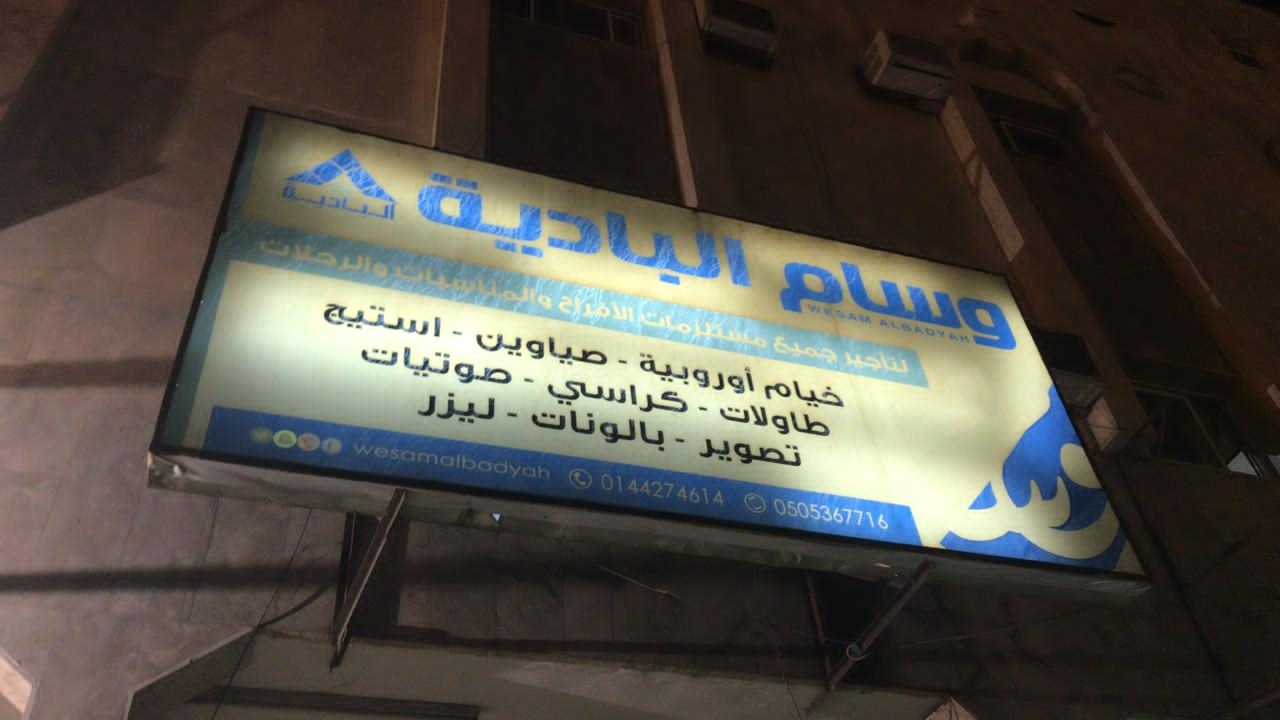 وسام البادية
WESAM ALBADYAH
البادية
لتأجير جميع مستلزمات الأفراح والمناسبات والرحلات
خيام أوروبية - صياوين - استيج
طاولات - كراسي - صوتيات
تصوير - بالونات - ليزر
wesamalbadyah 0144274614 0505367716